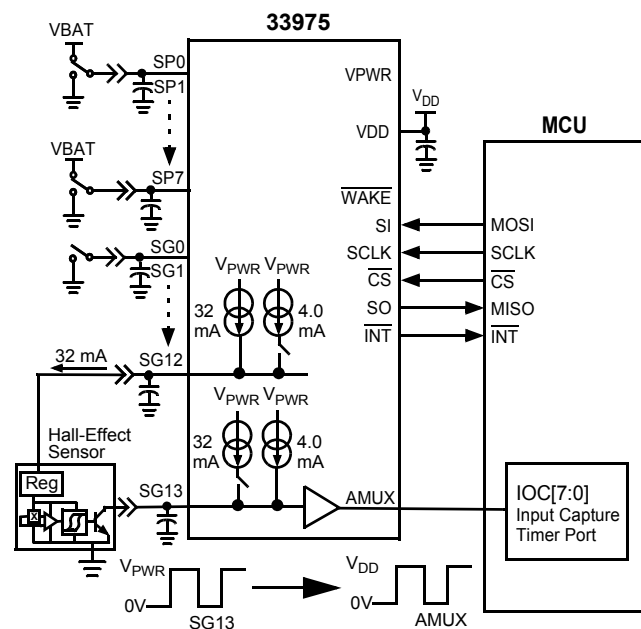 33975
VBAT
SP0
SP1
VPWR
VDD
VDD
MCU
VBAT
SP7
WAKE
SI
MOSI
SG0
SG1
SCLK
SCLK
CS
CS
VPWR VPWR
SO
MISO
32 mA
4.0 mA
INT
INT
32 mA
SG12
Hall-Effect
Sensor
VPWR VPWR
32 mA
4.0 mA
Reg
X
SG13
AMUX
IOC[7:0]
Input Capture
Timer Port
VPWR
0V
SG13
VDD
0V
AMUX